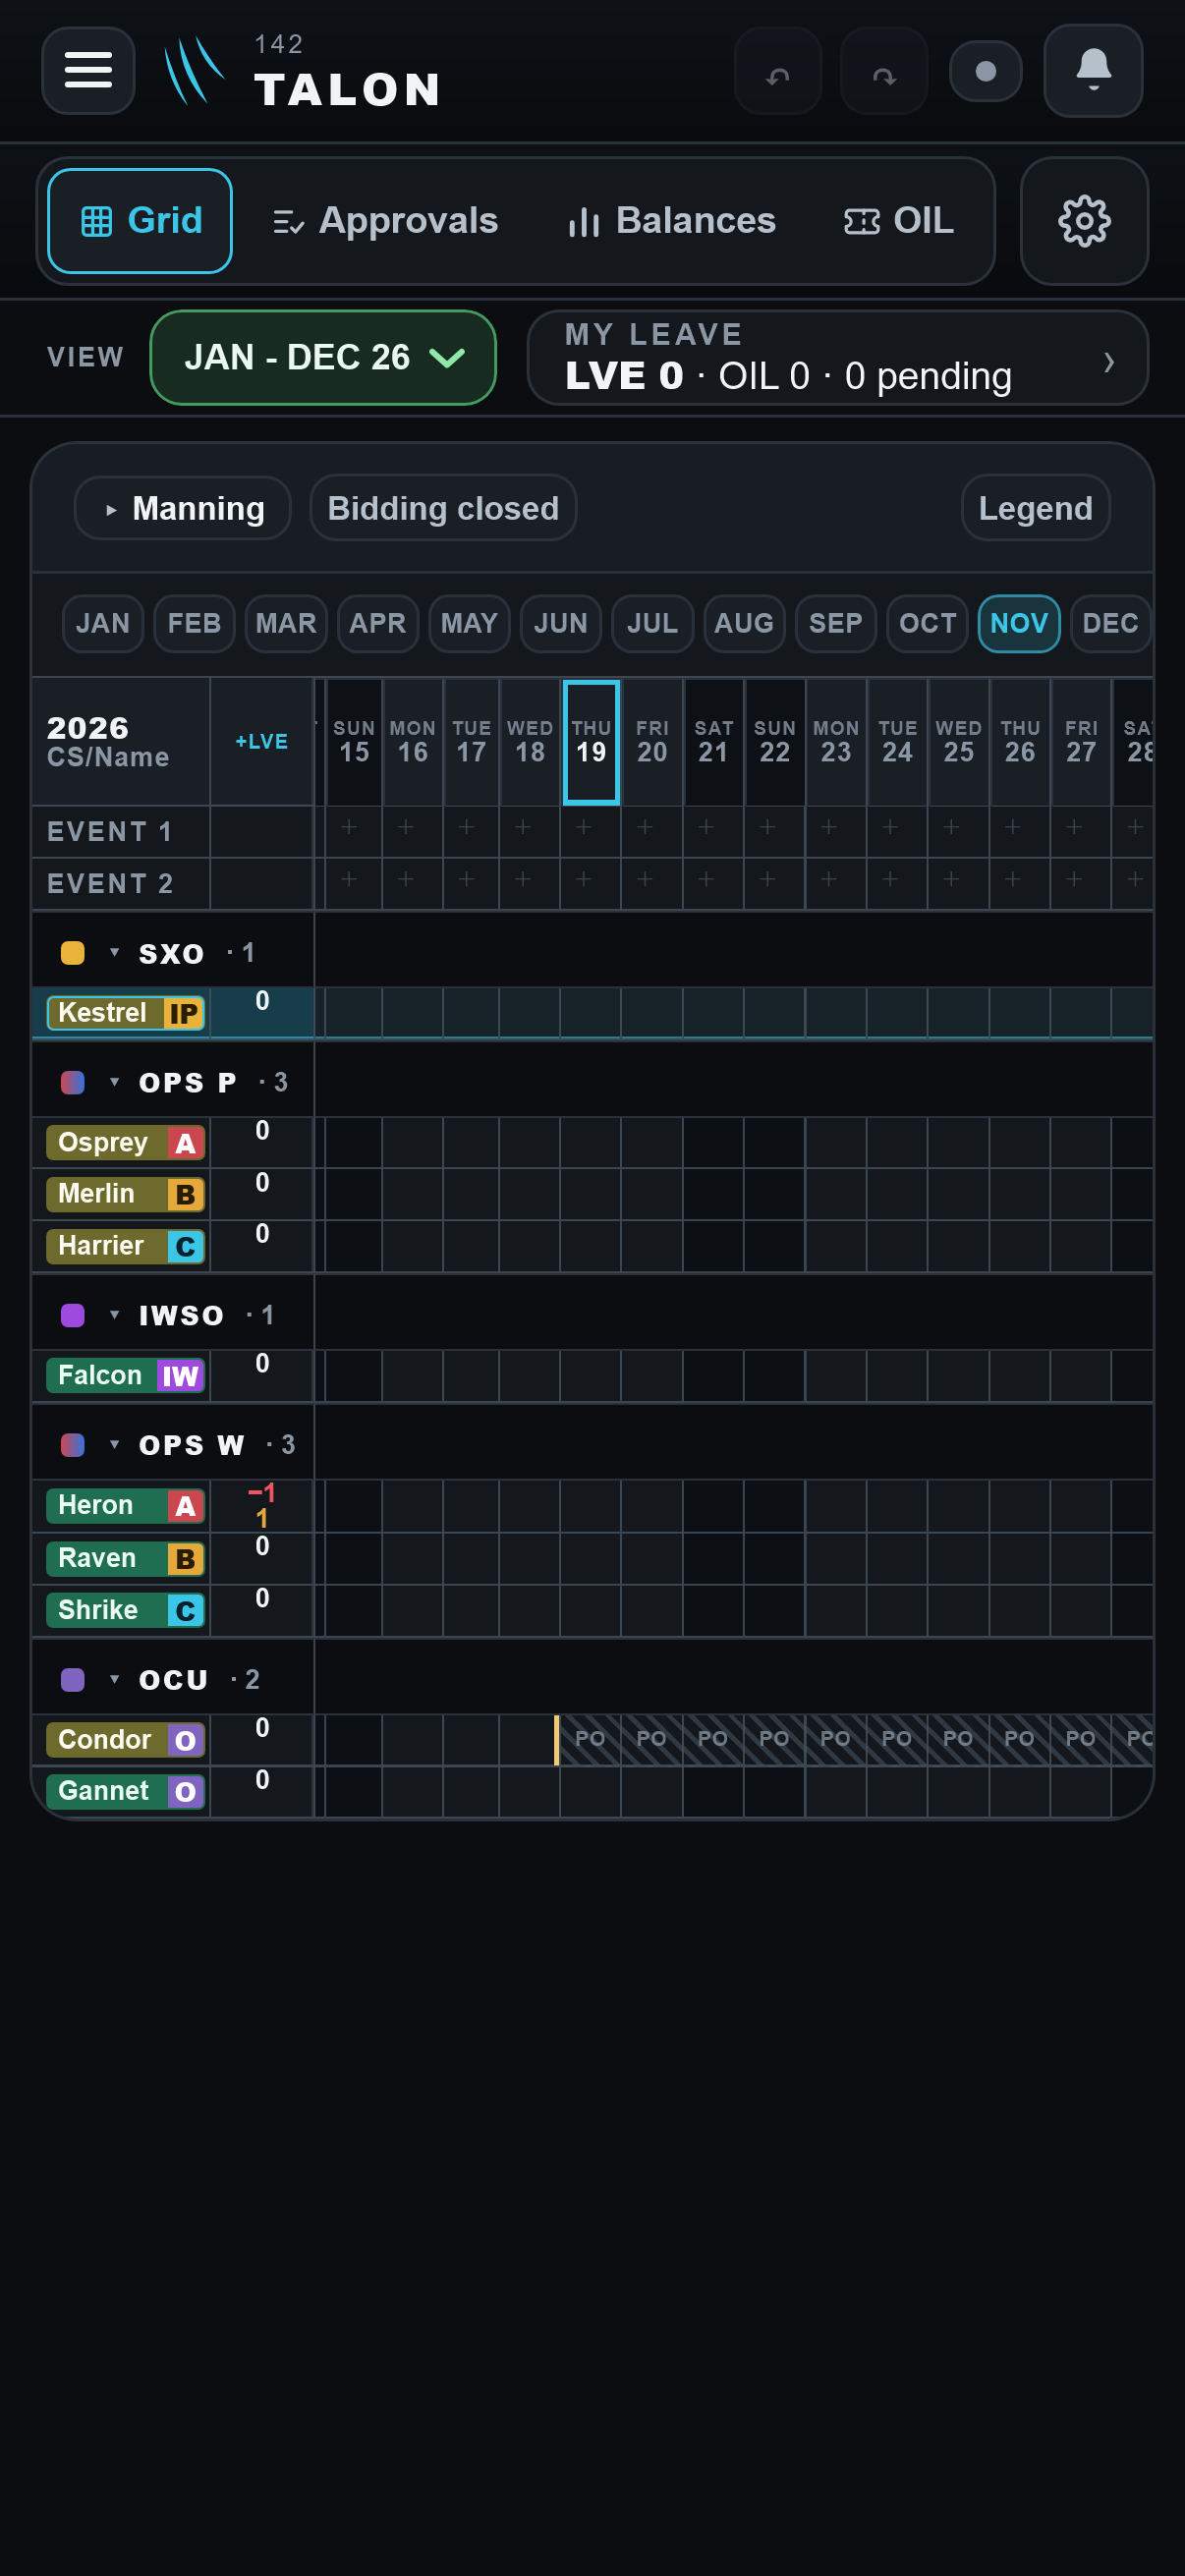 142
TALON
Grid
Approvals
Balances
OIL
VIEW
JAN - DEC 26
MY LEAVE
LVE 0 · OIL 0 · 0 pending
Manning
Bidding closed
Legend
JAN FEB MAR APR MAY JUN JUL AUG SEP OCT NOV DEC
2026
CS/Name
+LVE
SUN MON TUE WED THU FRI SAT SUN MON TUE WED THU FRI SA
15 16 17 18 19 20 21 22 23 24 25 26 27 28
EVENT 1 + + + + + + + + + + + + + +
EVENT 2 + + + + + + + + + + + + + +
SXO · 1
Kestrel IP 0
OPS P · 3
Osprey A 0
Merlin B 0
Harrier C 0
IWSO · 1
Falcon IW 0
OPS W · 3
Heron A −1
1
Raven B 0
Shrike C 0
OCU · 2
Condor O 0 PO PO PO PO PO PO PO PO PO PO
Gannet O 0